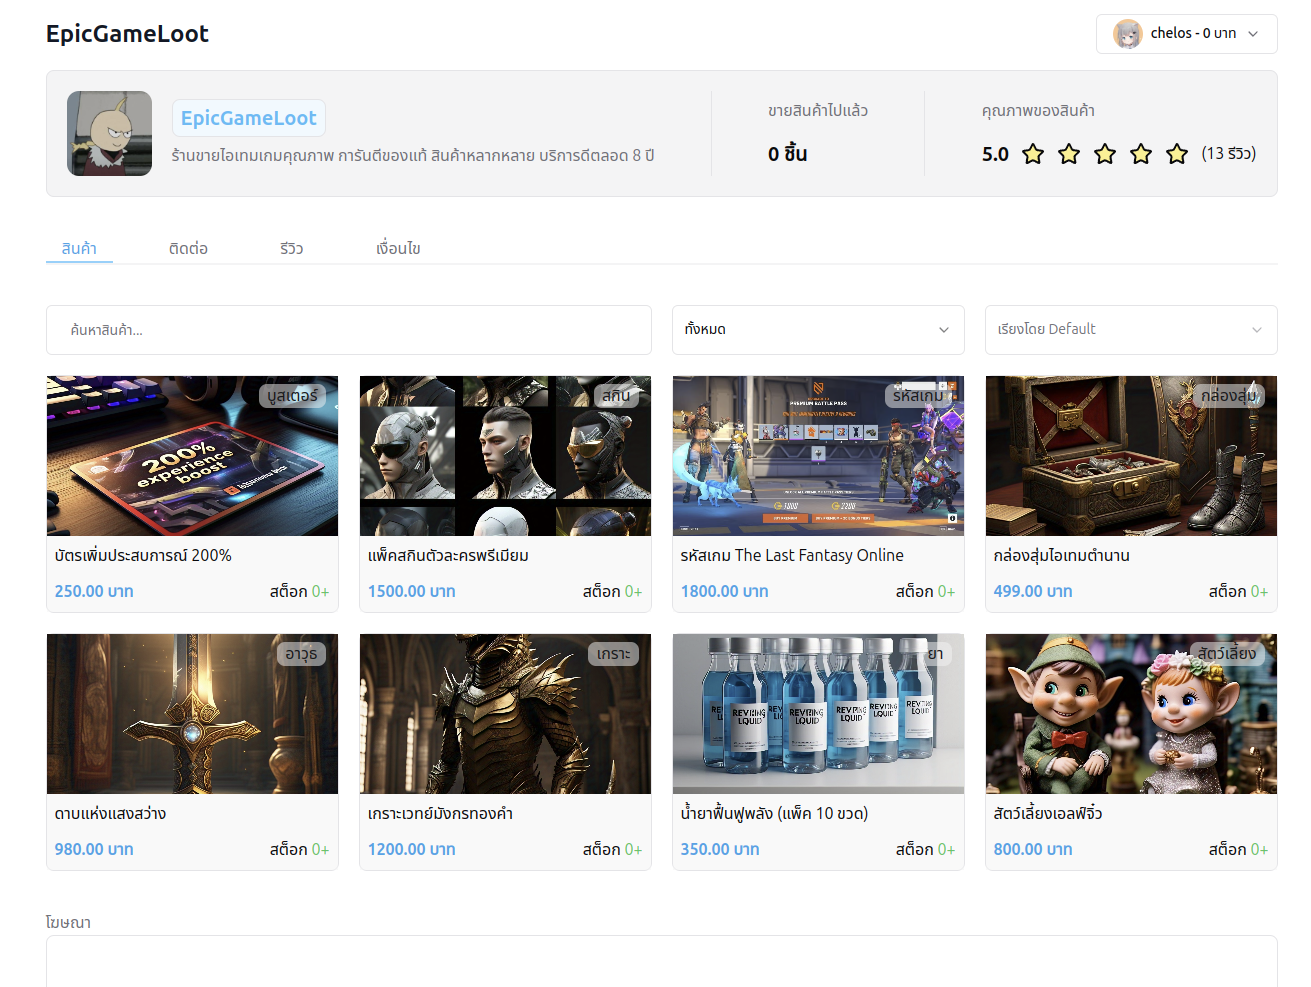 EpicGameLoot
chelos - 0 บาท
EpicGameLoot
ร้านขายไอเทมเกมคุณภาพ การันตีของแท้ สินค้าหลากหลาย บริการดีตลอด 8 ปี
ขายสินค้าไปแล้ว
0 ชิ้น
คุณภาพของสินค้า
5.0 (13 รีวิว)
สินค้า
ติดต่อ
รีวิว
เงื่อนไข
ค้นหาสินค้า...
ทั้งหมด
เรียงโดย Default
บูสเตอร์
200%
experience
boost
บัตรเพิ่มประสบการณ์ 200%
250.00 บาท
สต็อก 0+
สกิน
แพ็คสกินตัวละครพรีเมียม
1500.00 บาท
สต็อก 0+
รหัสเกม
PREMIUM BATTLE PASS
1000
2200
รหัสเกม The Last Fantasy Online
1800.00 บาท
สต็อก 0+
กล่องสุ่ม
กล่องสุ่มไอเทมตำนาน
499.00 บาท
สต็อก 0+
อาวุธ
ดาบแห่งแสงสว่าง
980.00 บาท
สต็อก 0+
เกราะ
เกราะเวทย์มังกรทองคำ
1200.00 บาท
สต็อก 0+
ยา
น้ำยาฟื้นฟูพลัง (แพ็ค 10 ขวด)
350.00 บาท
สต็อก 0+
สัตว์เลี้ยง
สัตว์เลี้ยงเอลฟ์จิ๋ว
800.00 บาท
สต็อก 0+
โฆษณา